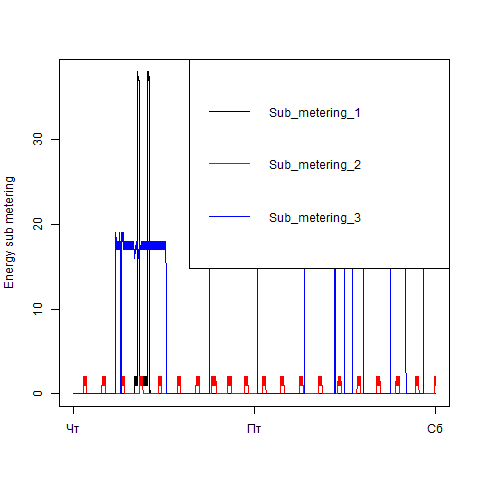 Sub_metering_1
Sub_metering_2
Sub_metering_3
Energy sub metering
30
20
10
0
Чт
Пт
Сб